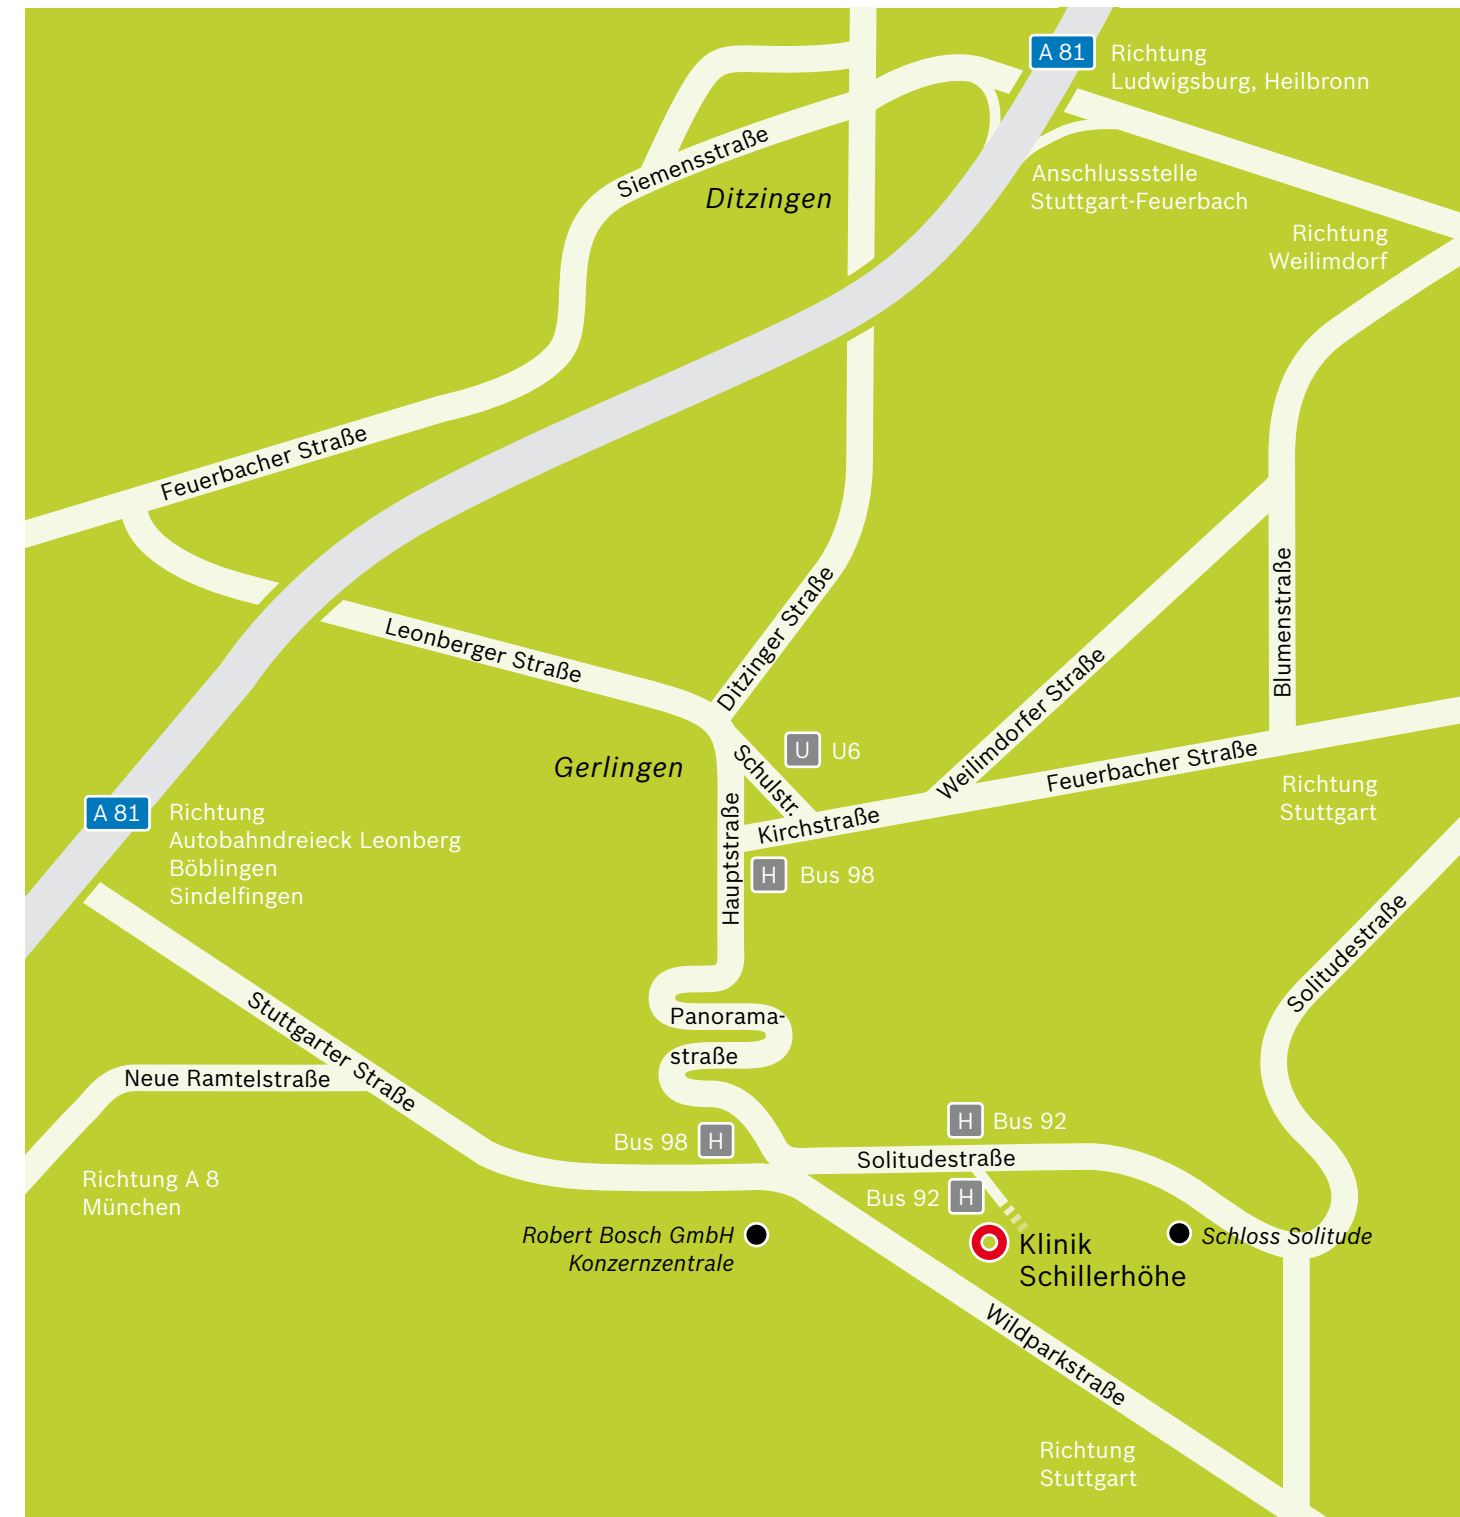 A 81
Richtung
Ludwigsburg, Heilbronn
Siemensstraße
Ditzingen
Anschlussstelle
Stuttgart-Feuerbach
Richtung
Weilimdorf
Feuerbacher Straße
Leonberger Straße
Ditzinger Straße
Blumenstraße
Weilimdorfer Straße
Gerlingen
Schulstr.
U
U6
Feuerbacher Straße
Richtung
Stuttgart
A 81
Richtung
Autobahndreieck Leonberg
Böblingen
Sindelfingen
Hauptstraße
Kirchstraße
H
Bus 98
Solitudestraße
Stuttgarter Straße
Panorama-
straße
Neue Ramtelstraße
Bus 98
H
H
Bus 92
Solitudestraße
Richtung A 8
München
Bus 92
H
Robert Bosch GmbH
Konzernzentrale
Klinik
Schillerhöhe
Schloss Solitude
Wildparkstraße
Richtung
Stuttgart